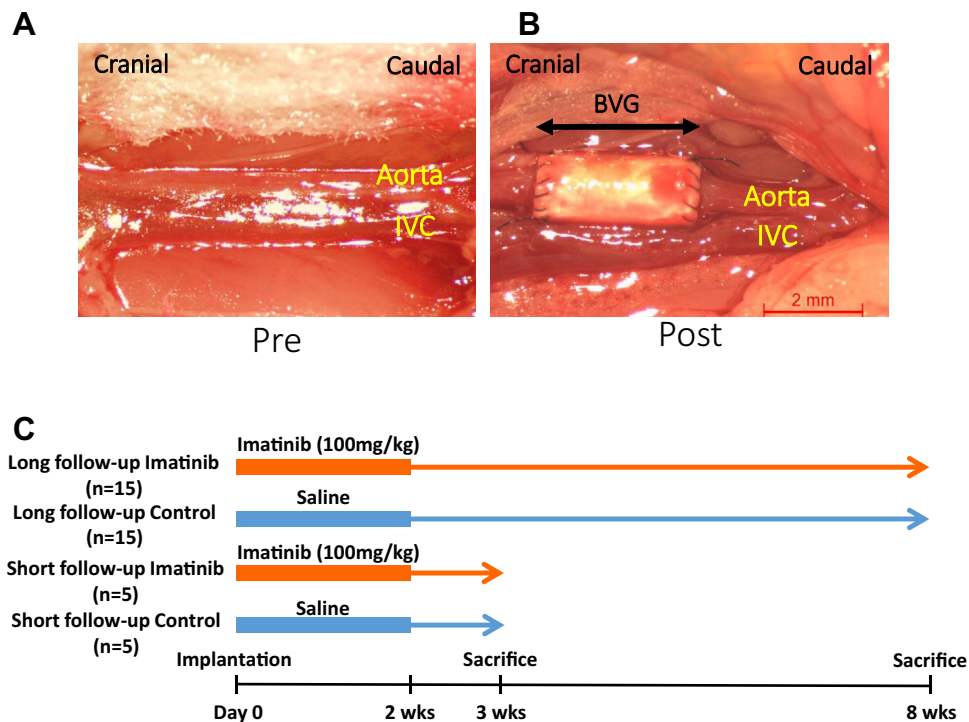 A
Cranial Caudal
Aorta
IVC
Pre
B
Cranial Caudal
BVG
Aorta
IVC
2 mm
Post
C
Imatinib (100mg/kg)
Long follow-up Imatinib
(n=15)
Saline
Long follow-up Control
(n=15)
Imatinib (100mg/kg)
Short follow-up Imatinib
(n=5)
Saline
Short follow-up Control
(n=5)
Implantation Sacrifice Sacrifice
Day 0 2 wks 3 wks 8 wks